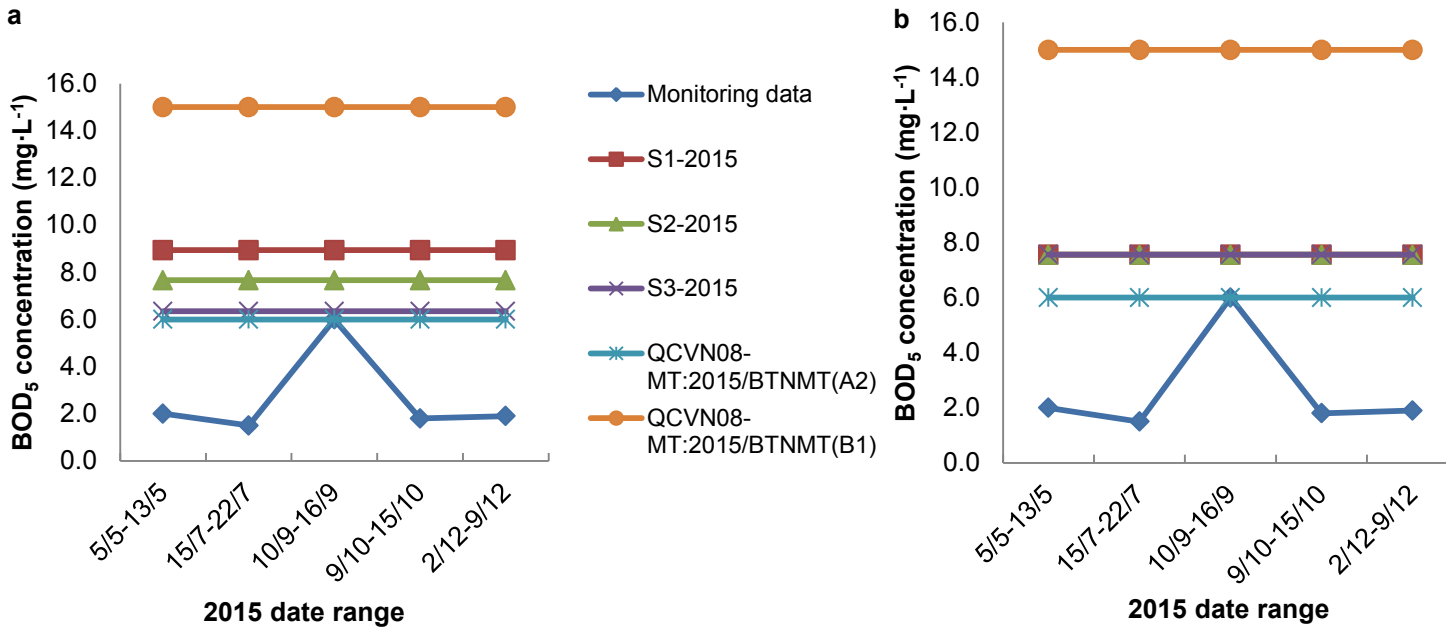 a
BOD₅ concentration (mg·L⁻¹)
16.0
14.0
12.0
10.0
8.0
6.0
4.0
2.0
0.0
5/5-13/5
15/7-22/7
10/9-16/9
9/10-15/10
2/12-9/12
2015 date range
Monitoring data
S1-2015
S2-2015
S3-2015
QCVN08-
MT:2015/BTNMT(A2)
QCVN08-
MT:2015/BTNMT(B1)
b
BOD₅ concentration (mg·L⁻¹)
16.0
14.0
12.0
10.0
8.0
6.0
4.0
2.0
0.0
5/5-13/5
15/7-22/7
10/9-16/9
9/10-15/10
2/12-9/12
2015 date range